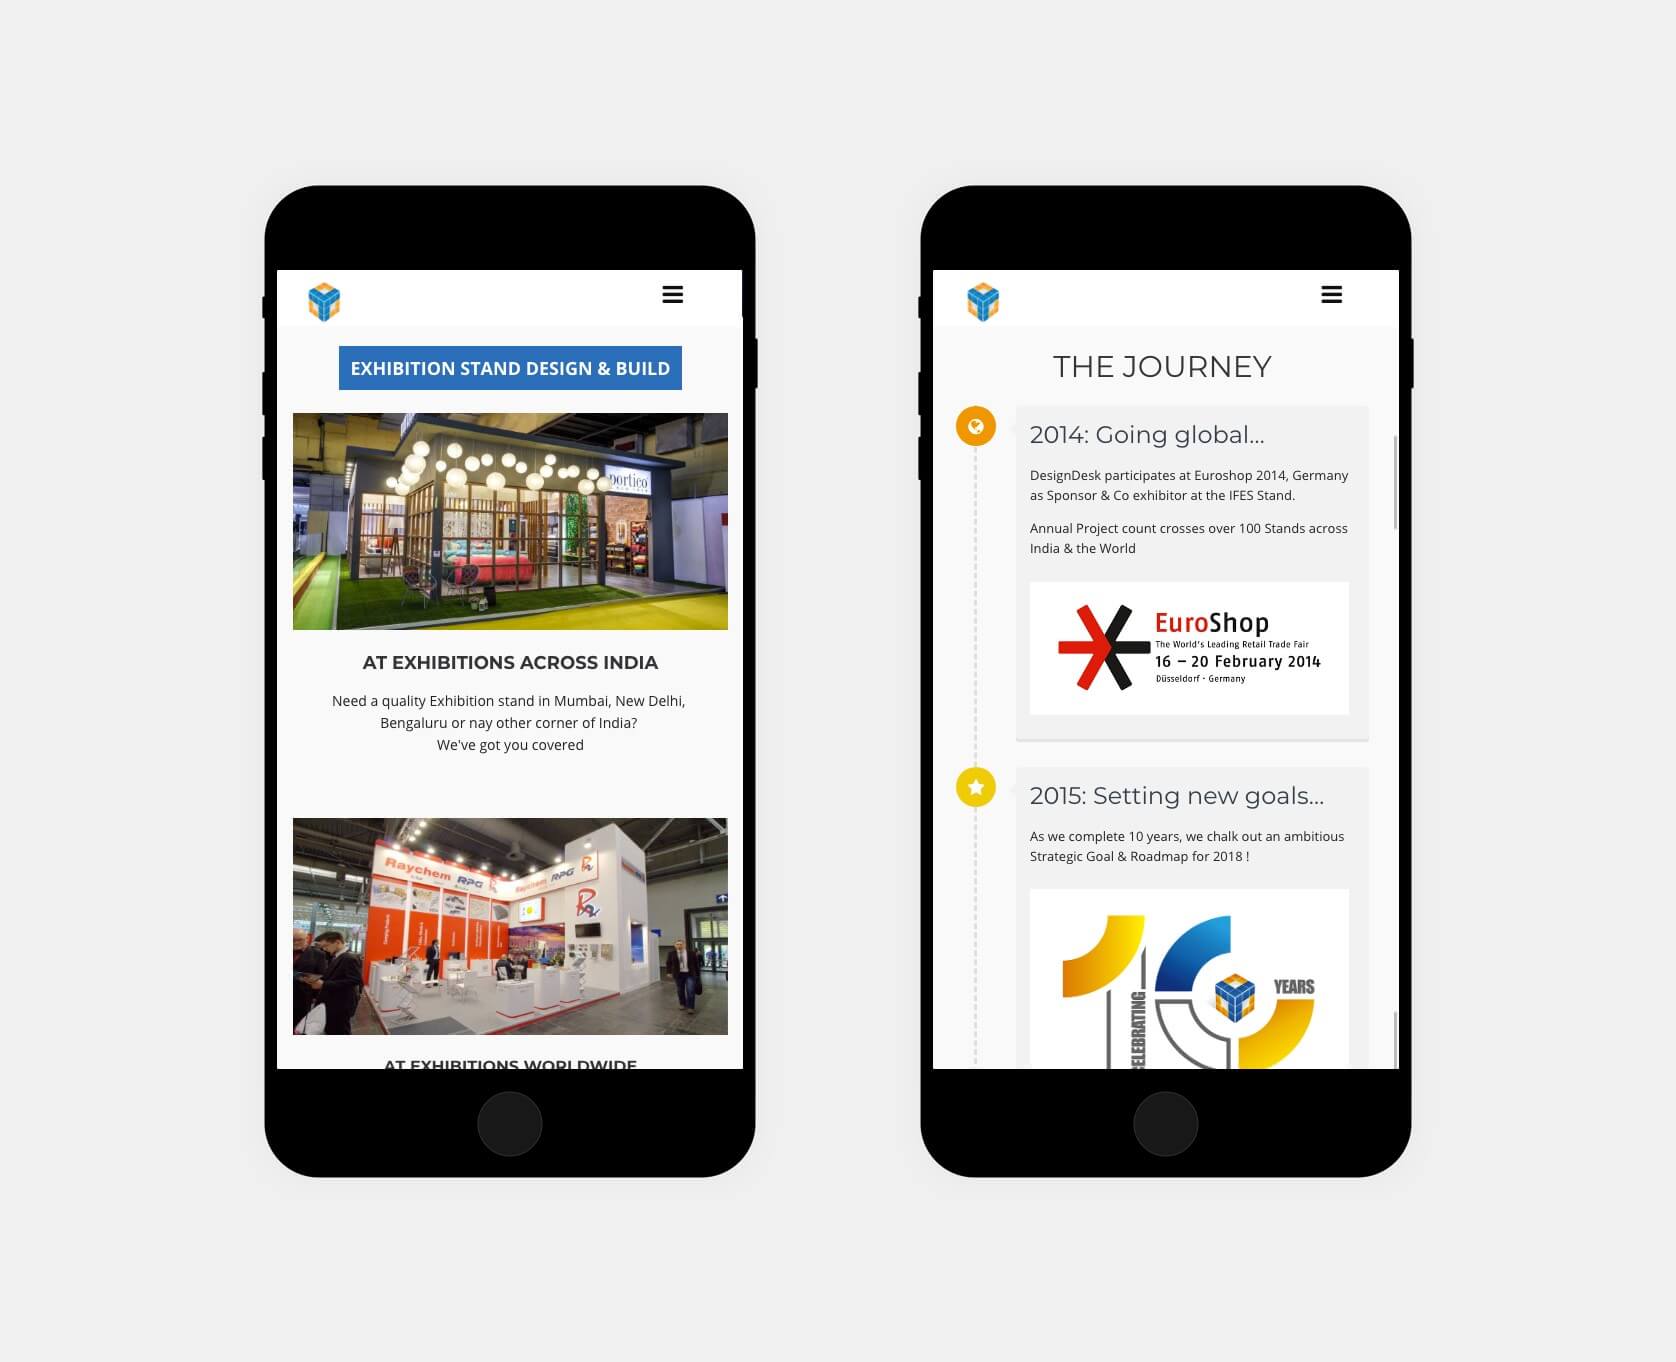 EXHIBITION STAND DESIGN & BUILD
portico
AT EXHIBITIONS ACROSS INDIA
Need a quality Exhibition stand in Mumbai, New Delhi,
Bengaluru or nay other corner of India?
We've got you covered
Raychem RPG
Raychem RPG
AT EXHIBITIONS WORLDWIDE
THE JOURNEY
2014: Going global...
DesignDesk participates at Euroshop 2014, Germany
as Sponsor & Co exhibitor at the IFES Stand.
Annual Project count crosses over 100 Stands across
India & the World
EuroShop
The World's Leading Retail Trade Fair
16 – 20 February 2014
Düsseldorf · Germany
2015: Setting new goals...
As we complete 10 years, we chalk out an ambitious
Strategic Goal & Roadmap for 2018 !
10
CELEBRATING
YEARS